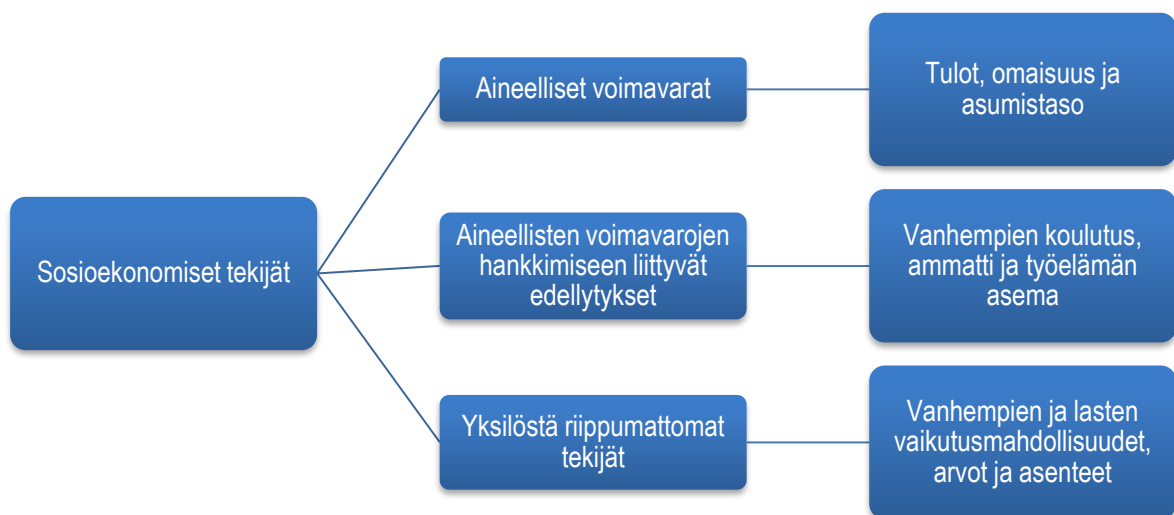 Sosioekonomiset tekijät
Aineelliset voimavarat
Tulot, omaisuus ja
asumistaso
Aineellisten voimavarojen
hankkimiseen liittyvät
edellytykset
Vanhempien koulutus,
ammatti ja työelämän
asema
Yksilöstä riippumattomat
tekijät
Vanhempien ja lasten
vaikutusmahdollisuudet,
arvot ja asenteet